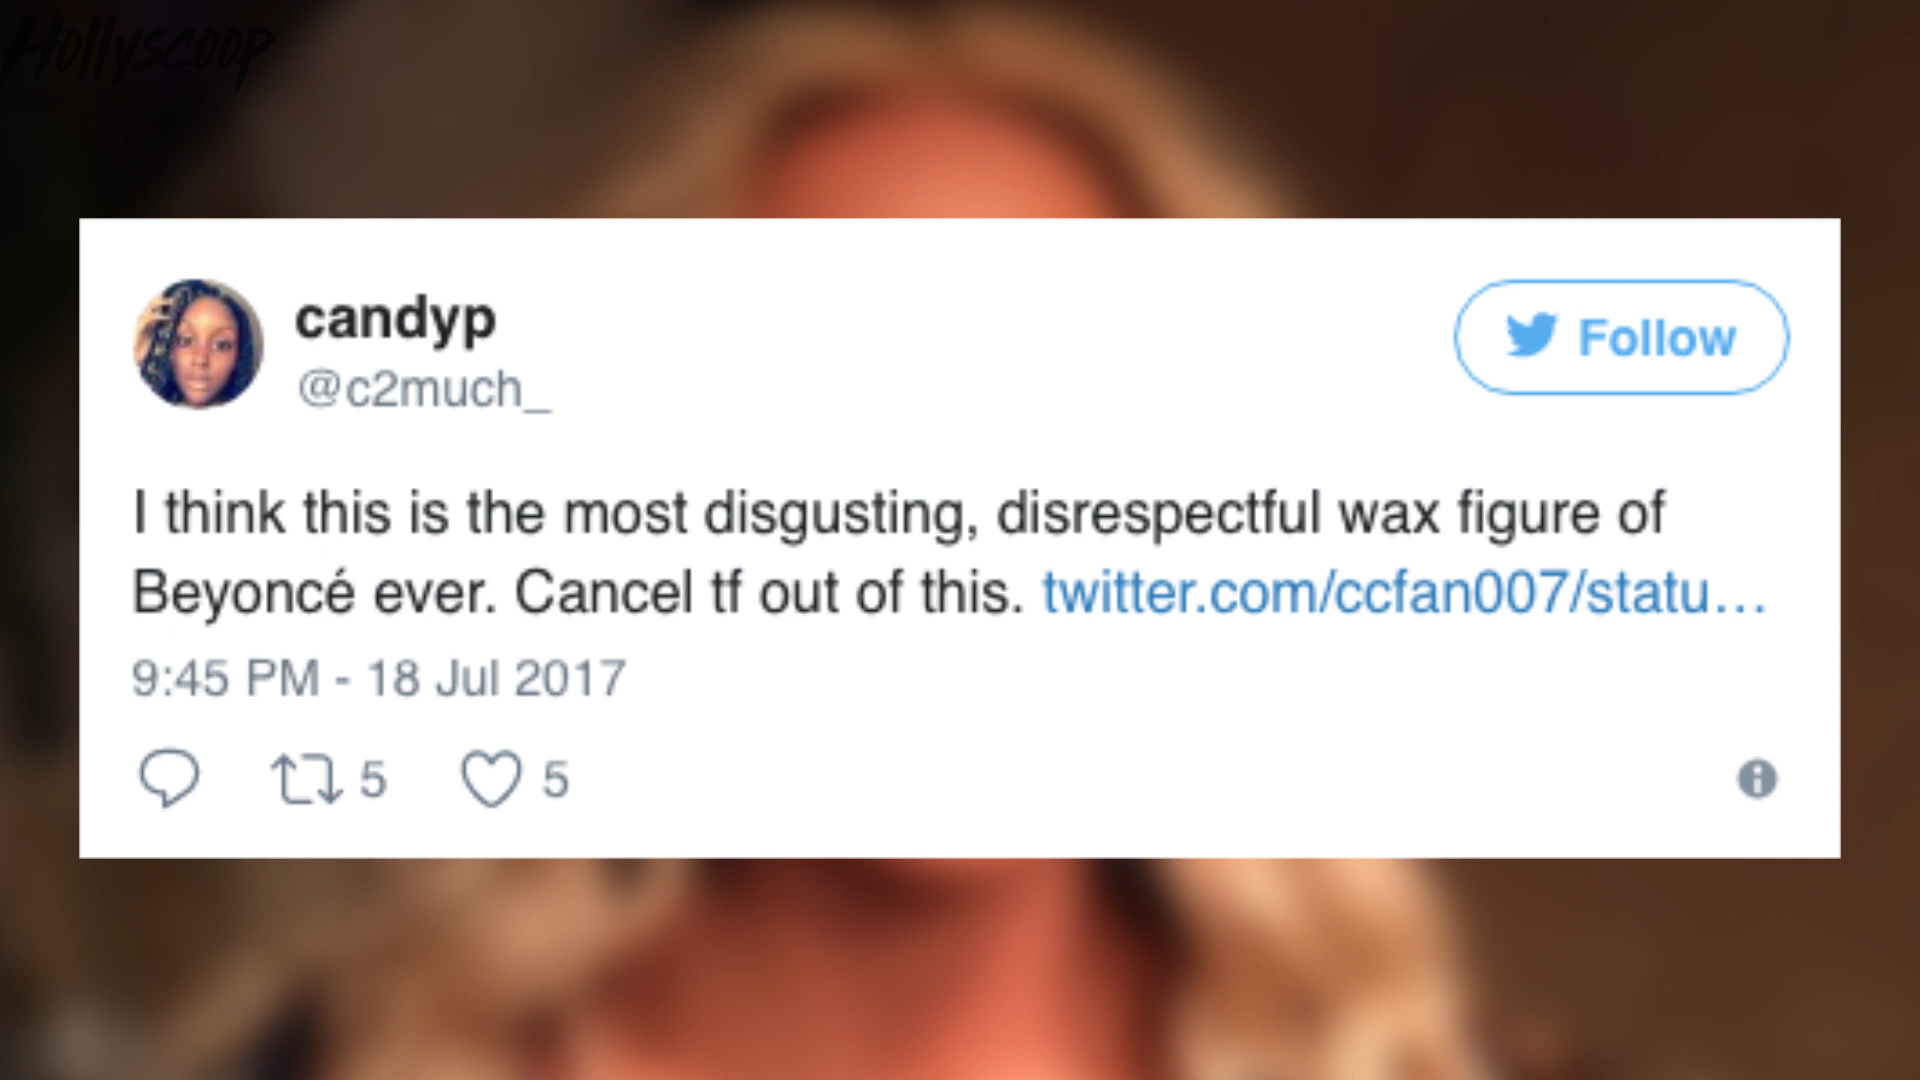 Hollyscoop
candyp
@c2much_
Follow
I think this is the most disgusting, disrespectful wax figure of
Beyoncé ever. Cancel tf out of this. twitter.com/ccfan007/statu…
9:45 PM - 18 Jul 2017
5 5